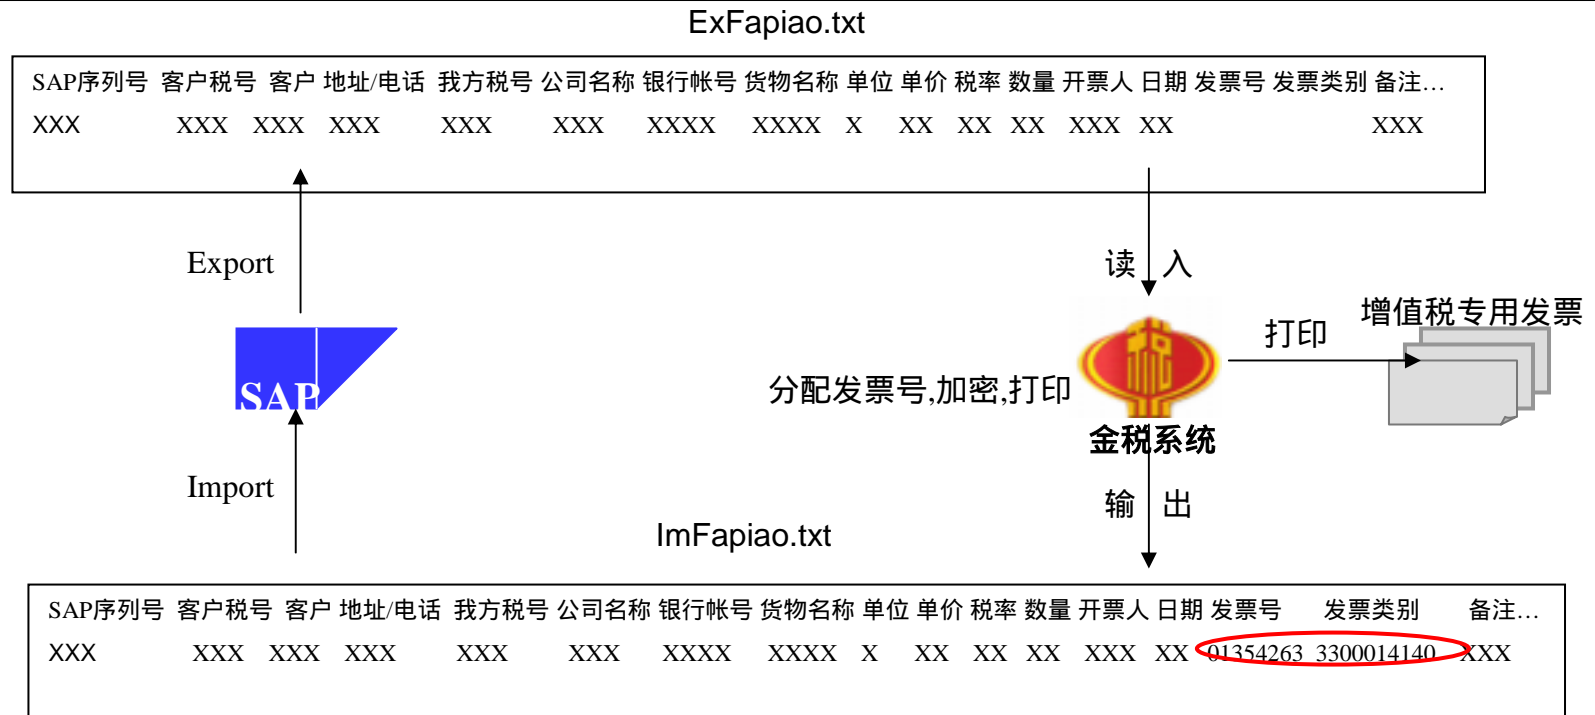 ExFapiao.txt
SAP序列号 客户税号 客户 地址/电话 我方税号 公司名称 银行帐号 货物名称 单位 单价 税率 数量 开票人 日期 发票号 发票类别 备注…
XXX XXX XXX XXX XXX XXX XXXX XXXX X XX XX XX XXX XX XXX
Export
读 入
增值税专用发票
打印
SAP
分配发票号,加密,打印
金税系统
Import
输 出
ImFapiao.txt
SAP序列号 客户税号 客户 地址/电话 我方税号 公司名称 银行帐号 货物名称 单位 单价 税率 数量 开票人 日期 发票号 发票类别 备注…
XXX XXX XXX XXX XXX XXX XXXX XXXX X XX XX XX XXX XX 01354263 3300014140 XXX